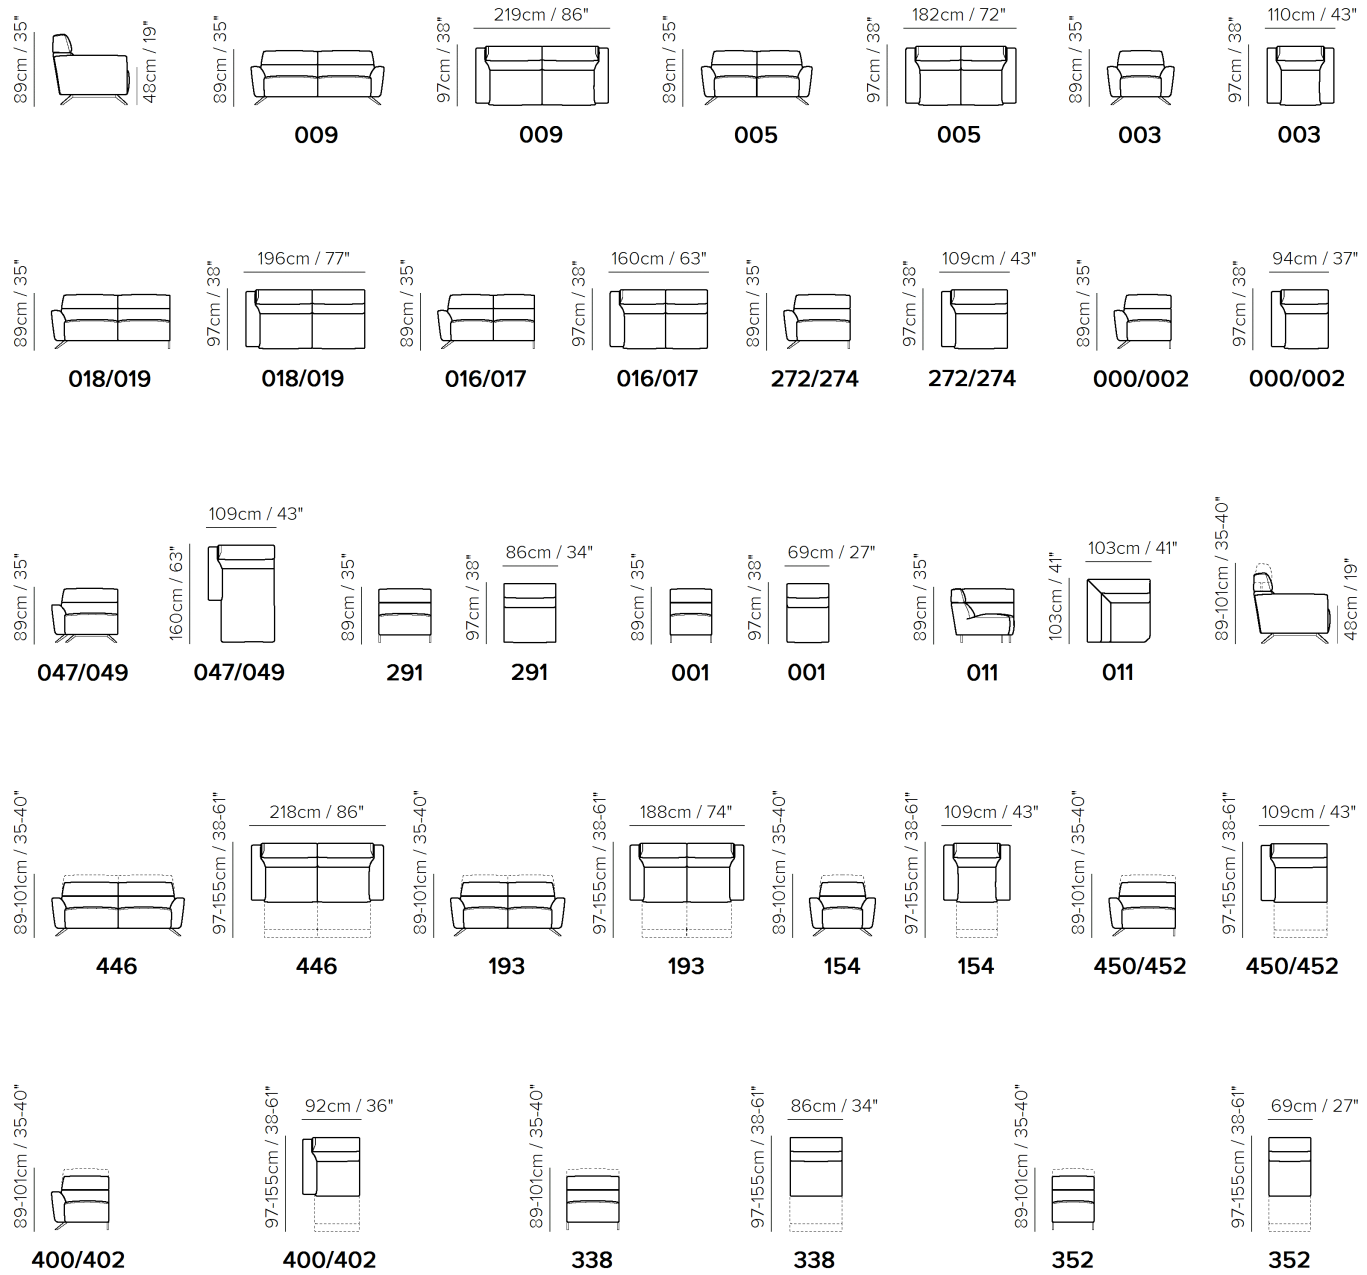 89cm / 35"
48cm / 19"
89cm / 35"
009
219cm / 86"
97cm / 38"
009
89cm / 35"
005
182cm / 72"
97cm / 38"
005
89cm / 35"
003
110cm / 43"
97cm / 38"
003
89cm / 35"
018/019
196cm / 77"
97cm / 38"
018/019
89cm / 35"
016/017
160cm / 63"
97cm / 38"
016/017
89cm / 35"
272/274
109cm / 43"
97cm / 38"
272/274
89cm / 35"
000/002
94cm / 37"
97cm / 38"
000/002
89cm / 35"
047/049
109cm / 43"
160cm / 63"
047/049
89cm / 35"
291
86cm / 34"
97cm / 38"
291
89cm / 35"
001
69cm / 27"
97cm / 38"
001
89cm / 35"
011
103cm / 41"
103cm / 41"
011
89-101cm / 35-40"
48cm / 19"
89-101cm / 35-40"
446
218cm / 86"
97-155cm / 38-61"
446
89-101cm / 35-40"
193
188cm / 74"
97-155cm / 38-61"
193
89-101cm / 35-40"
154
109cm / 43"
97-155cm / 38-61"
154
89-101cm / 35-40"
450/452
109cm / 43"
97-155cm / 38-61"
450/452
89-101cm / 35-40"
400/402
92cm / 36"
97-155cm / 38-61"
400/402
89-101cm / 35-40"
338
86cm / 34"
97-155cm / 38-61"
338
89-101cm / 35-40"
352
69cm / 27"
97-155cm / 38-61"
352